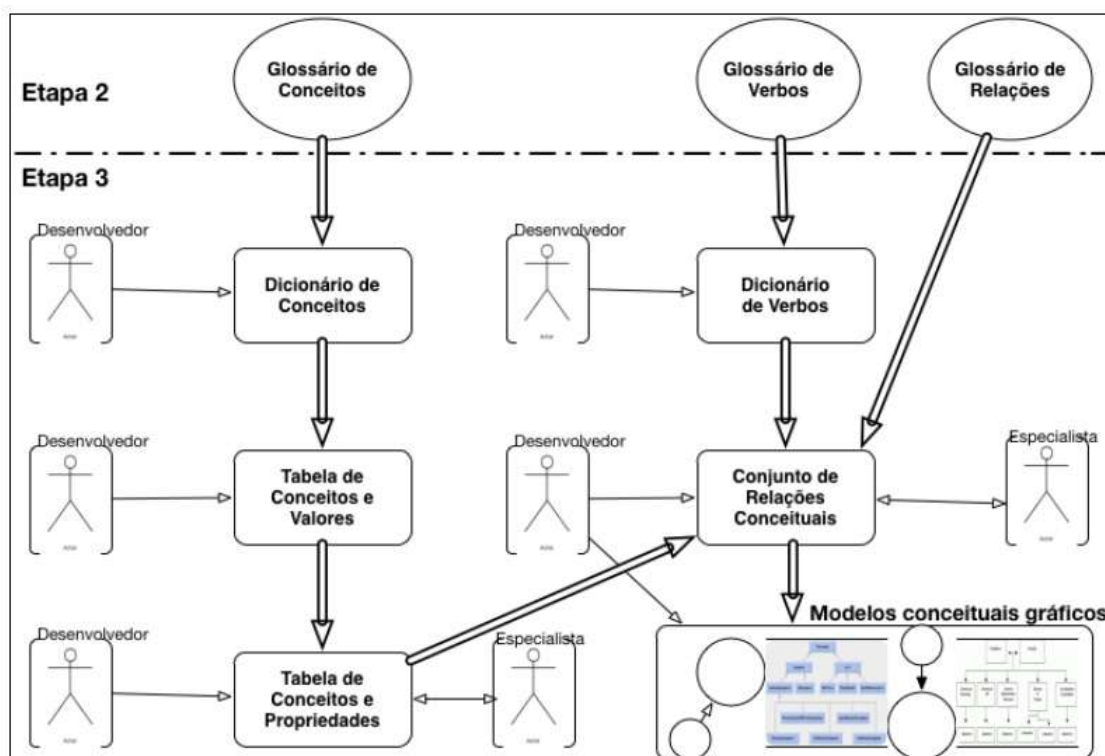 Glossário de
Conceitos
Glossário de
Verbos
Glossário de
Relações
Etapa 2
Etapa 3
Desenvolvedor
Dicionário de
Conceitos
Desenvolvedor
Dicionário
de Verbos
Desenvolvedor
Tabela de
Conceitos e
Valores
Desenvolvedor
Conjunto de
Relações
Conceituais
Especialista
Modelos conceituais gráficos
Desenvolvedor
Tabela de
Conceitos e
Propriedades
Especialista